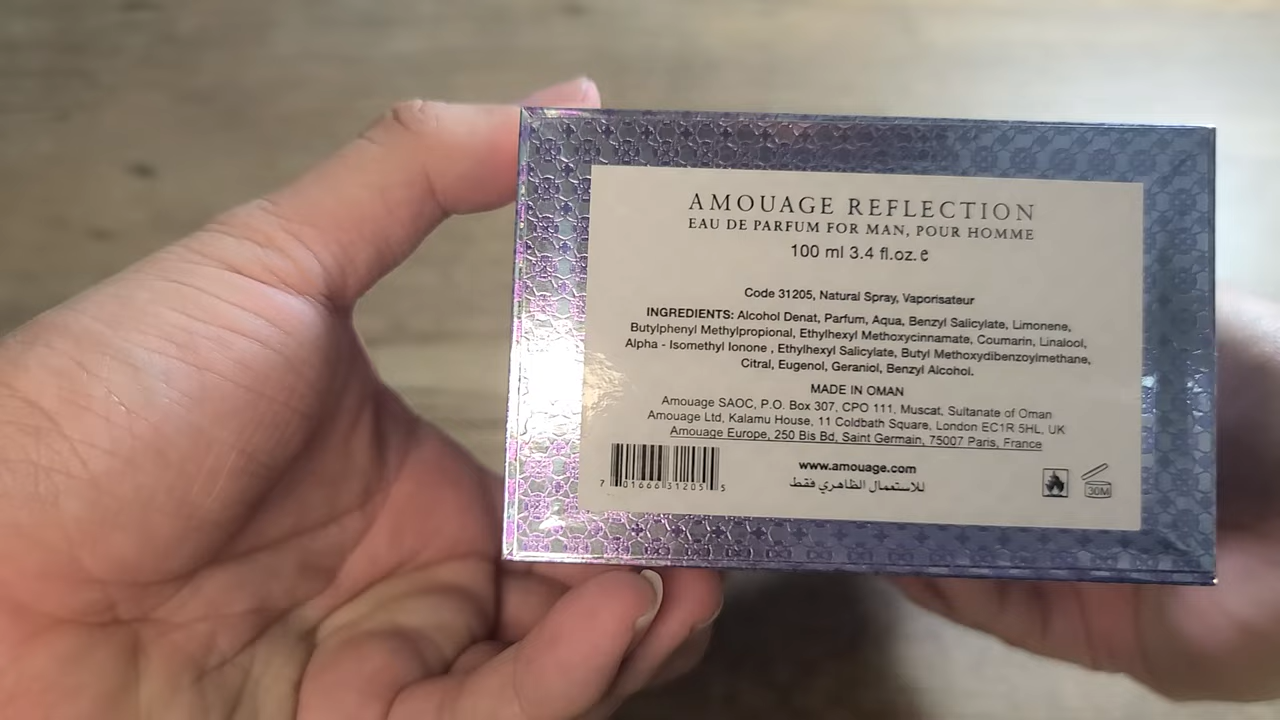 AMOUAGE REFLECTION
EAU DE PARFUM FOR MAN, POUR HOMME
100 ml 3.4 fl.oz. e
Code 31205, Natural Spray, Vaporisateur
INGREDIENTS: Alcohol Denat, Parfum, Aqua, Benzyl Salicylate, Limonene,
Butylphenyl Methylpropional, Ethylhexyl Methoxycinnamate, Coumarin, Linalool,
Alpha - Isomethyl Ionone , Ethylhexyl Salicylate, Butyl Methoxydibenzoylmethane,
Citral, Eugenol, Geraniol, Benzyl Alcohol.
MADE IN OMAN
Amouage SAOC, P.O. Box 307, CPO 111, Muscat, Sultanate of Oman
Amouage Ltd, Kalamu House, 11 Coldbath Square, London EC1R 5HL, UK
Amouage Europe, 250 Bis Bd, Saint Germain, 75007 Paris, France
www.amouage.com
للاستعمال الظاهري فقط
7 01666 31205 5
30M